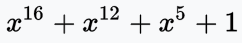 x^{16} + x^{12} + x^5 + 1